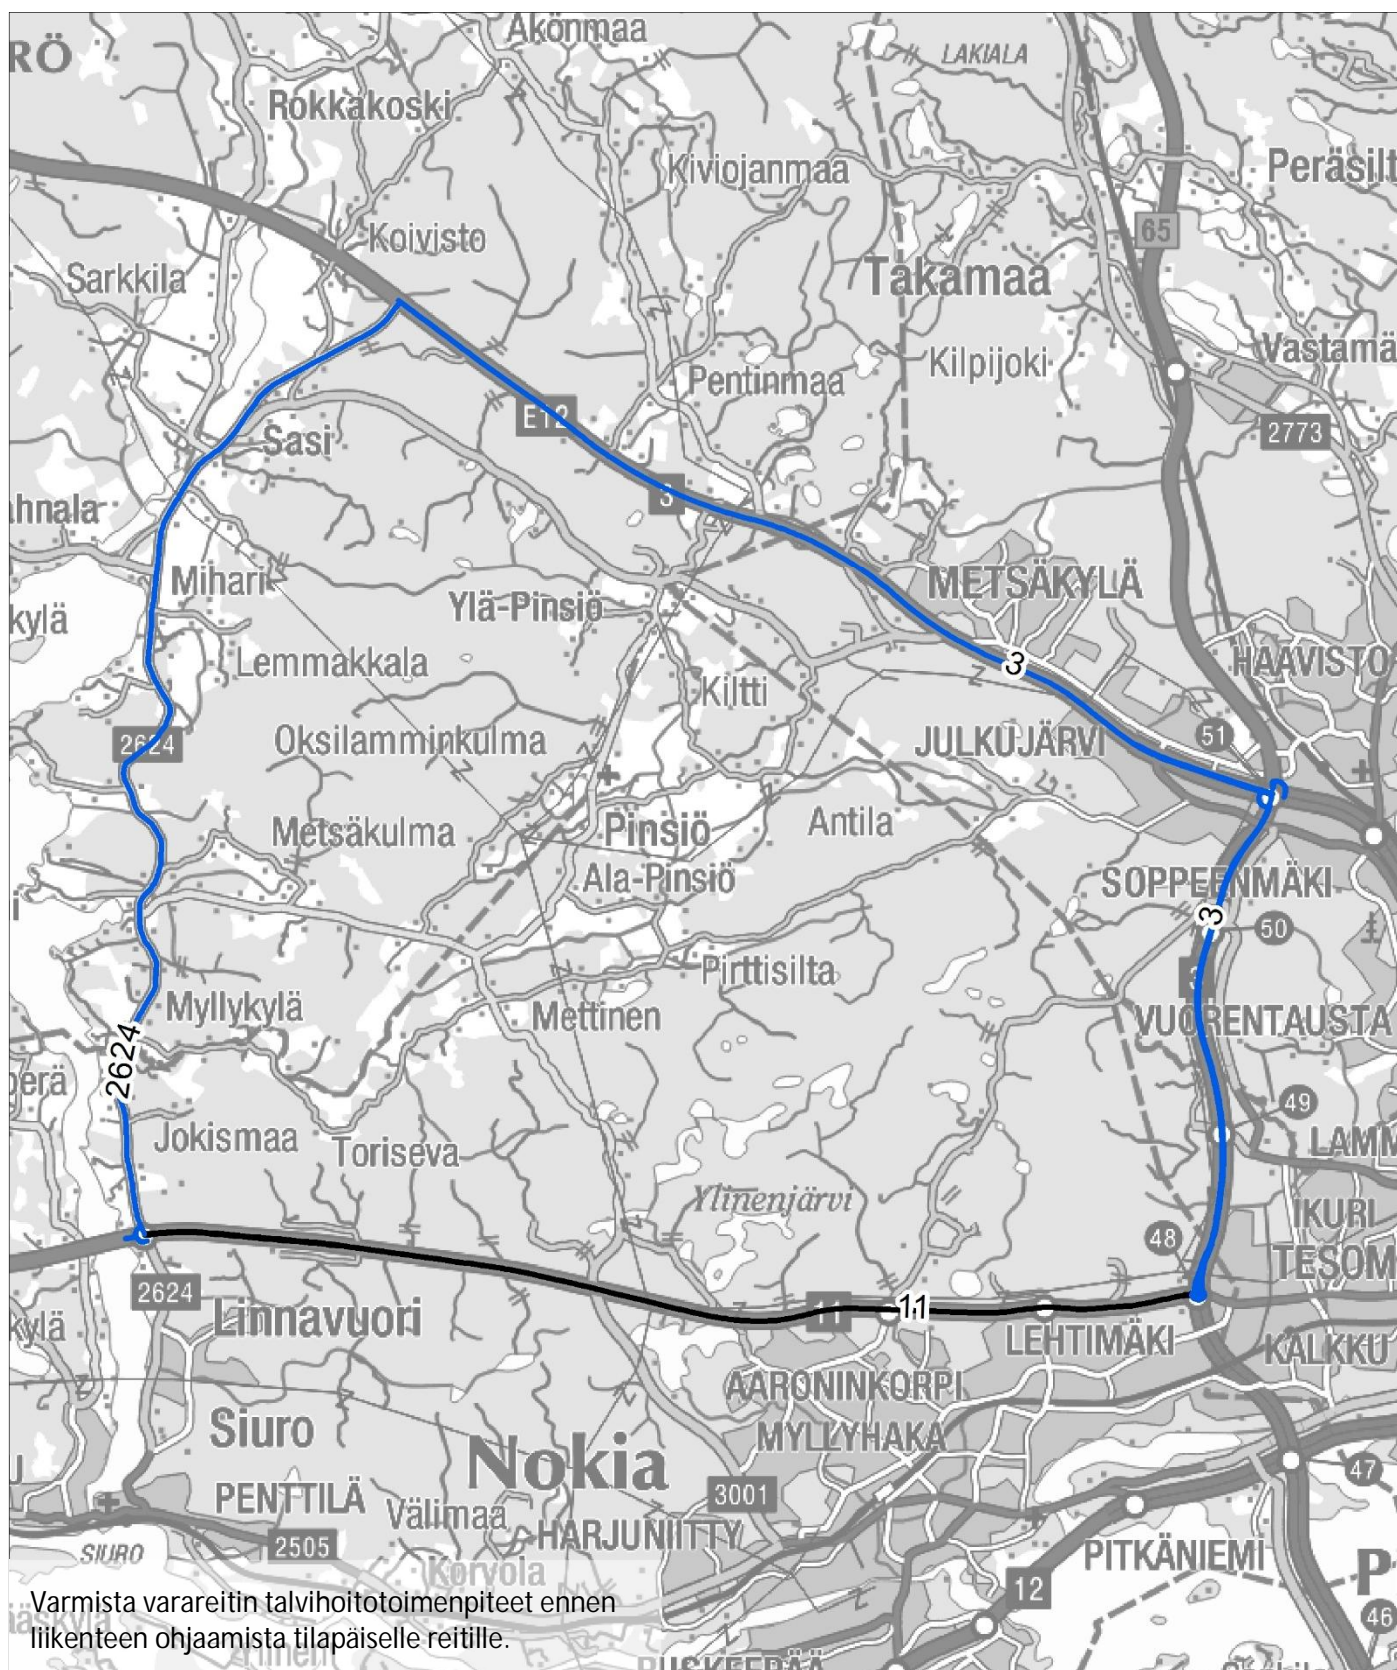 Akonmaa
RÖ
LAKIALA
Rokkakoski
Kiviojanmaa
Peräsilt
65
Koivisto
Sarkkila
Takamaa
Kilpijoki
Vastamä
Pentinmaa
E12
2773
Sasi
3
ahnala
Mihari
METSÄKYLÄ
Ylä-Pinsiö
kylä
HAAVISTO
Lemmakkala
3
Kiltti
51
2624
Oksilamminkulma
JULKUJÄRVI
Metsäkulma
Pinsiö
Antila
Ala-Pinsiö
SOPPEENMÄKI
i
3
50
Pirttisilta
3
Myllykylä
Mettinen
VUORENTAUSTA
2624
perä
49
Jokismaa
Toriseva
LAMM
Ylinenjärvi
IKURI
48
TESOM
2624
11
11
Linnavuori
kylä
LEHTIMÄKI
KALKKU
AARONINKORPI
Siuro
MYLLYHAKA
Nokia
U
47
PENTTILÄ
3001
Välimaa
HARJUNIITTY
2505
SIURO
PITKÄNIEMI
Korvola
P
12
Varmista varareitin talvihoitotoimenpiteet ennen
liikenteen ohjaamista tilapäiselle reitille.
46